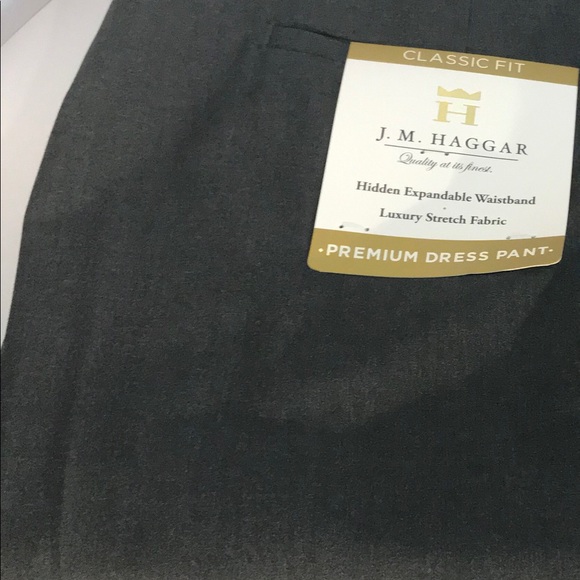 CLASSIC FIT
H
J. M. HAGGAR
Quality at its finest.
Hidden Expandable Waistband
Luxury Stretch Fabric
·PREMIUM DRESS PANT·